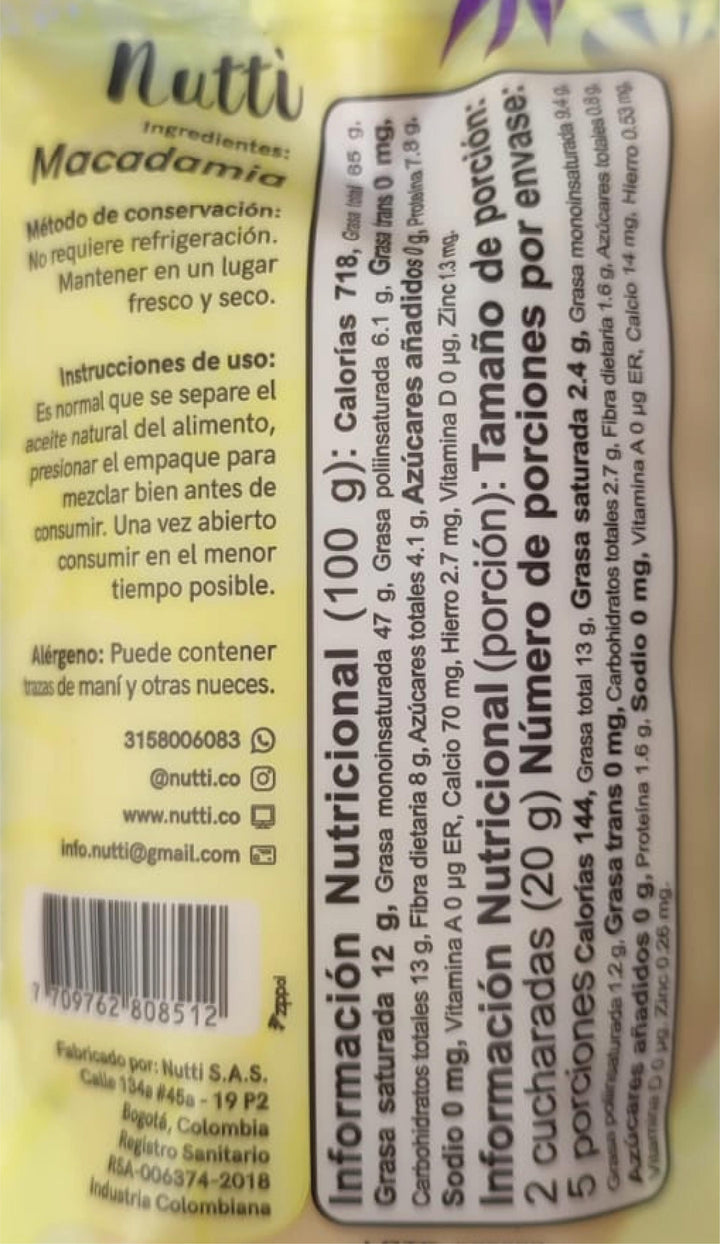 Nutti
Ingredientes:
Macadamia
Método de conservación:
No requiere refrigeración.
Mantener en un lugar
fresco y seco.
Instrucciones de uso:
Es normal que se separe el
aceite natural del alimento,
presionar el empaque para
mezclar bien antes de
consumir. Una vez abierto
consumir en el menor
tiempo posible.
Alérgeno: Puede contener
trazas de maní y otras nueces.
3158006083
@nutti.co
www.nutti.co
info.nutti@gmail.com
7 709762 808512
zippol
Fabricado por: Nutti S.A.S.
Calle 134a #45a - 19 P2
Bogotá, Colombia
Registro Sanitario
RSA-006374-2018
Industria Colombiana
Información Nutricional (100 g): Calorías 718, Grasa total 65 g,
Grasa saturada 12 g, Grasa monoinsaturada 47 g, Grasa poliinsaturada 6.1 g, Grasa trans 0 mg,
Carbohidratos totales 13 g, Fibra dietaria 8 g, Azúcares totales 4.1 g, Azúcares añadidos 0 g, Proteína 7.8 g,
Sodio 0 mg, Vitamina A 0 µg ER, Calcio 70 mg, Hierro 2.7 mg, Vitamina D 0 µg, Zinc 1.3 mg.
Información Nutricional (porción): Tamaño de porción:
2 cucharadas (20 g) Número de porciones por envase:
5 porciones Calorías 144, Grasa total 13 g, Grasa saturada 2.4 g, Grasa monoinsaturada 9.4 g,
Grasa poliinsaturada 1.2 g, Grasa trans 0 mg, Carbohidratos totales 2.7 g, Fibra dietaria 1.6 g, Azúcares totales 0.8 g,
Azúcares añadidos 0 g, Proteína 1.6 g, Sodio 0 mg, Vitamina A 0 µg ER, Calcio 14 mg, Hierro 0.53 mg,
Vitamina D 0 µg, Zinc 0.26 mg.